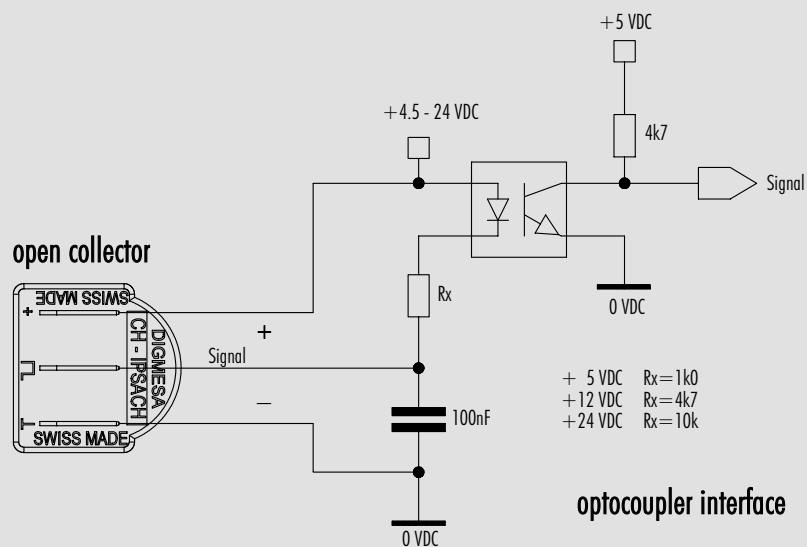 +5 VDC
+4.5 - 24 VDC
4k7
Signal
open collector
0 VDC
Rx
SWISS MADE
+
DIGMESA
CH - IPSACH
+
Signal
−
SWISS MADE
100nF
+ 5 VDC Rx=1k0
+12 VDC Rx=4k7
+24 VDC Rx=10k
optocoupler interface
0 VDC